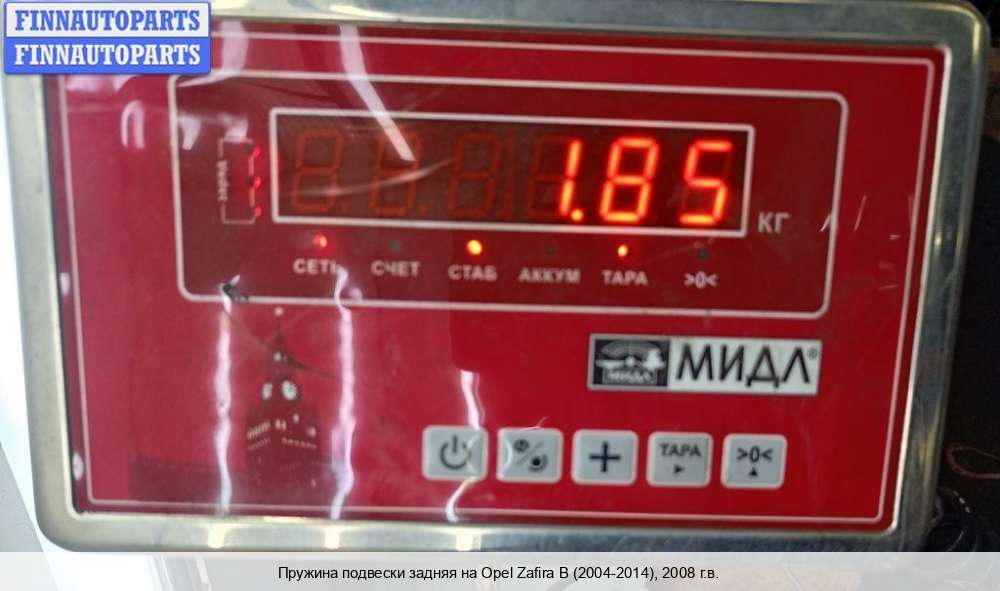 FINNAUTOPARTS
FINNAUTOPARTS
1.85
КГ
СЕТЬ СЧЕТ СТАБ АККУМ ТАРА >0<
МИДЛ МИДЛ®
ТАРА >0<
Пружина подвески задняя на Opel Zafira B (2004-2014), 2008 г.в.